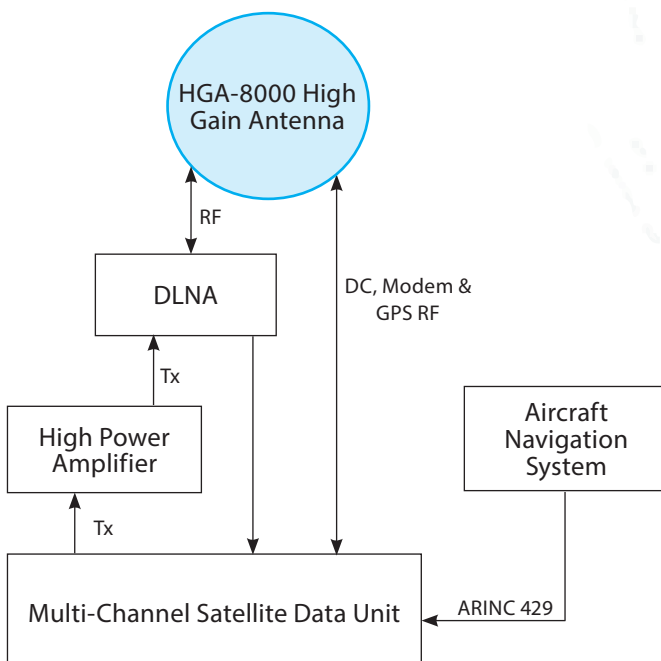 HGA-8000 High
Gain Antenna
RF
DLNA
DC, Modem &
GPS RF
Tx
High Power
Amplifier
Aircraft
Navigation
System
Tx
Multi-Channel Satellite Data Unit
ARINC 429